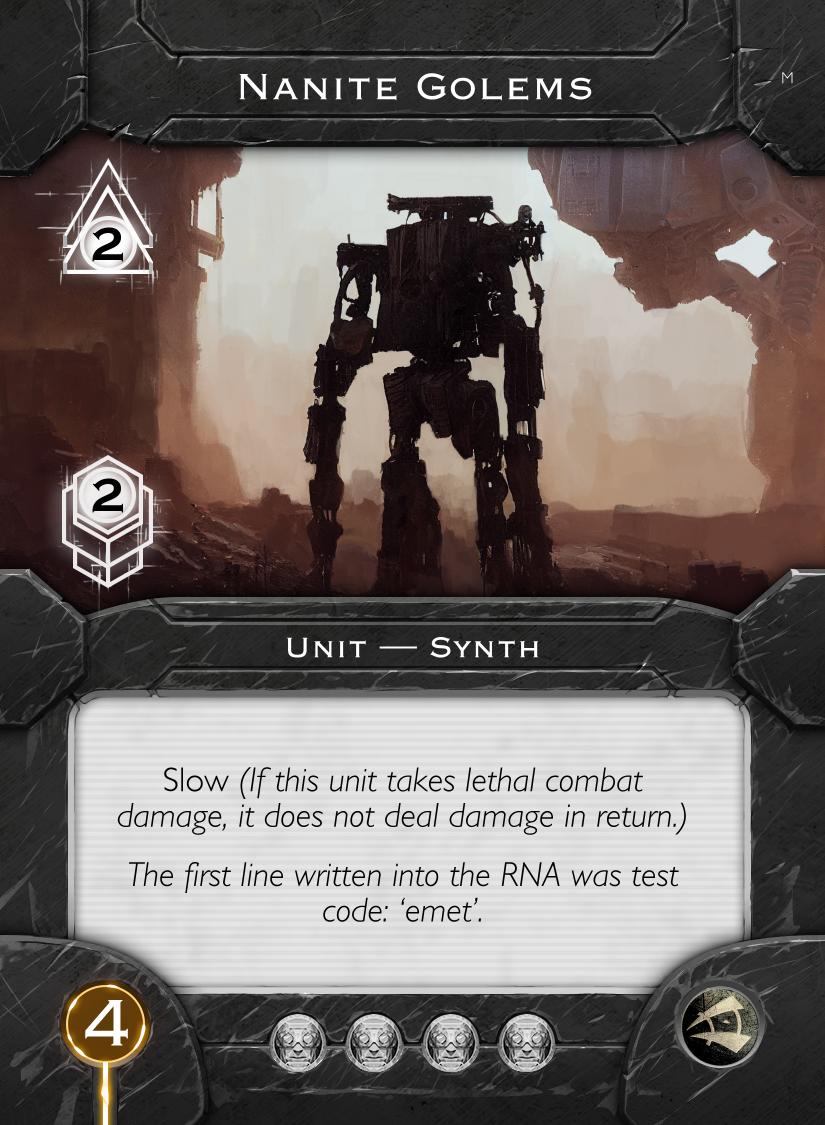 Nanite Golems
M
2
2
Unit — Synth
Slow (If this unit takes lethal combat
damage, it does not deal damage in return.)
The first line written into the RNA was test
code: ‘emet’.
4